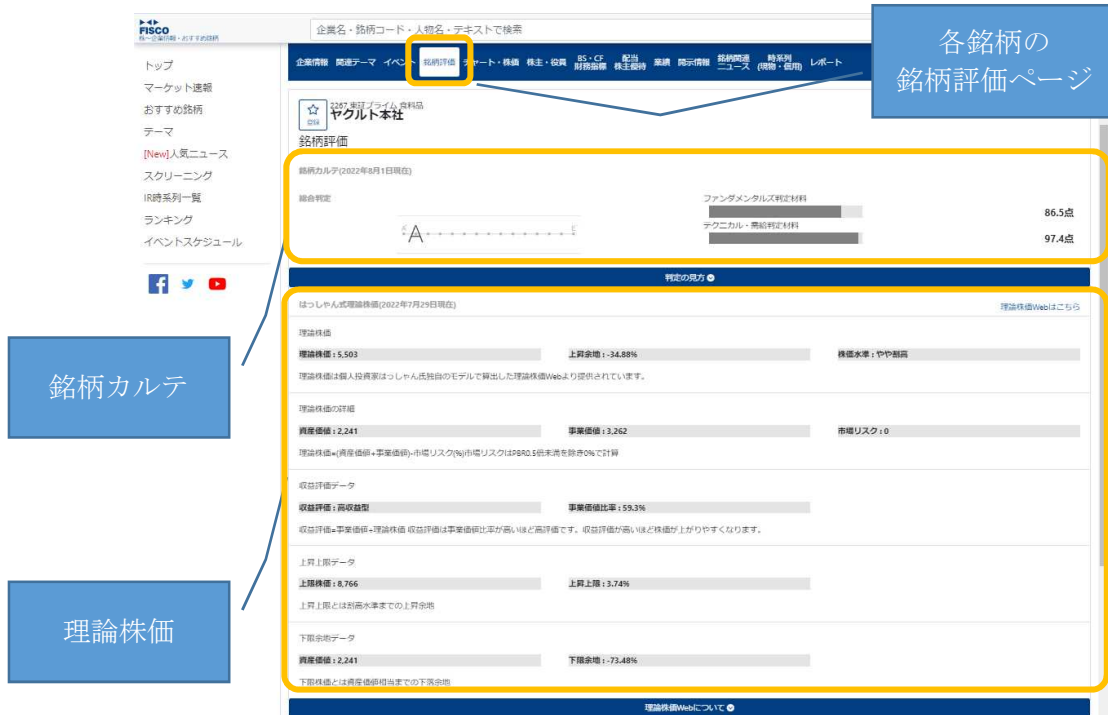 FISCO
株~企業情報・おすすめ銘柄
企業名・銘柄コード・人物名・テキストで検索
各銘柄の
銘柄評価ページ
トップ
マーケット速報
おすすめ銘柄
テーマ
[New]人気ニュース
スクリーニング
IR時系列一覧
ランキング
イベントスケジュール
企業情報 関連テーマ イベント 銘柄評価 チャート・株価 株主・役員 BS・CF 財務指標 配当 株主優待 業績 開示情報 銘柄関連 ニュース 時系列 (現物・信用) レポート
登録
2267 東証プライム 食料品
ヤクルト本社
銘柄評価
銘柄カルテ(2022年8月1日現在)
総合判定
A
E
ファンダメンタルズ判定材料
86.5点
テクニカル・需給判定材料
97.4点
判定の見方
銘柄カルテ
はっしゃん式理論株価(2022年7月29日現在)
理論株価Webはこちら
理論株価
理論株価 : 5,503 上昇余地 : -34.88% 株価水準 : やや割高
理論株価は個人投資家はっしゃん氏独自のモデルで算出した理論株価Webより提供されています。
理論株価の詳細
資産価値 : 2,241 事業価値 : 3,262 市場リスク : 0
理論株価=(資産価値+事業価値)-市場リスク(%)市場リスクはPBR0.5倍未満を除き0%で計算
収益評価データ
収益評価 : 高収益型 事業価値比率 : 59.3%
収益評価=事業価値÷理論株価 収益評価は事業価値比率が高いほど高評価です。収益評価が高いほど株価が上がりやすくなります。
上昇上限データ
上限株価 : 8,766 上昇上限 : 3.74%
上昇上限とは割高水準までの上昇余地
下限余地データ
資産価値 : 2,241 下限余地 : -73.48%
下限株価とは資産価値相当までの下落余地
理論株価Webについて
理論株価